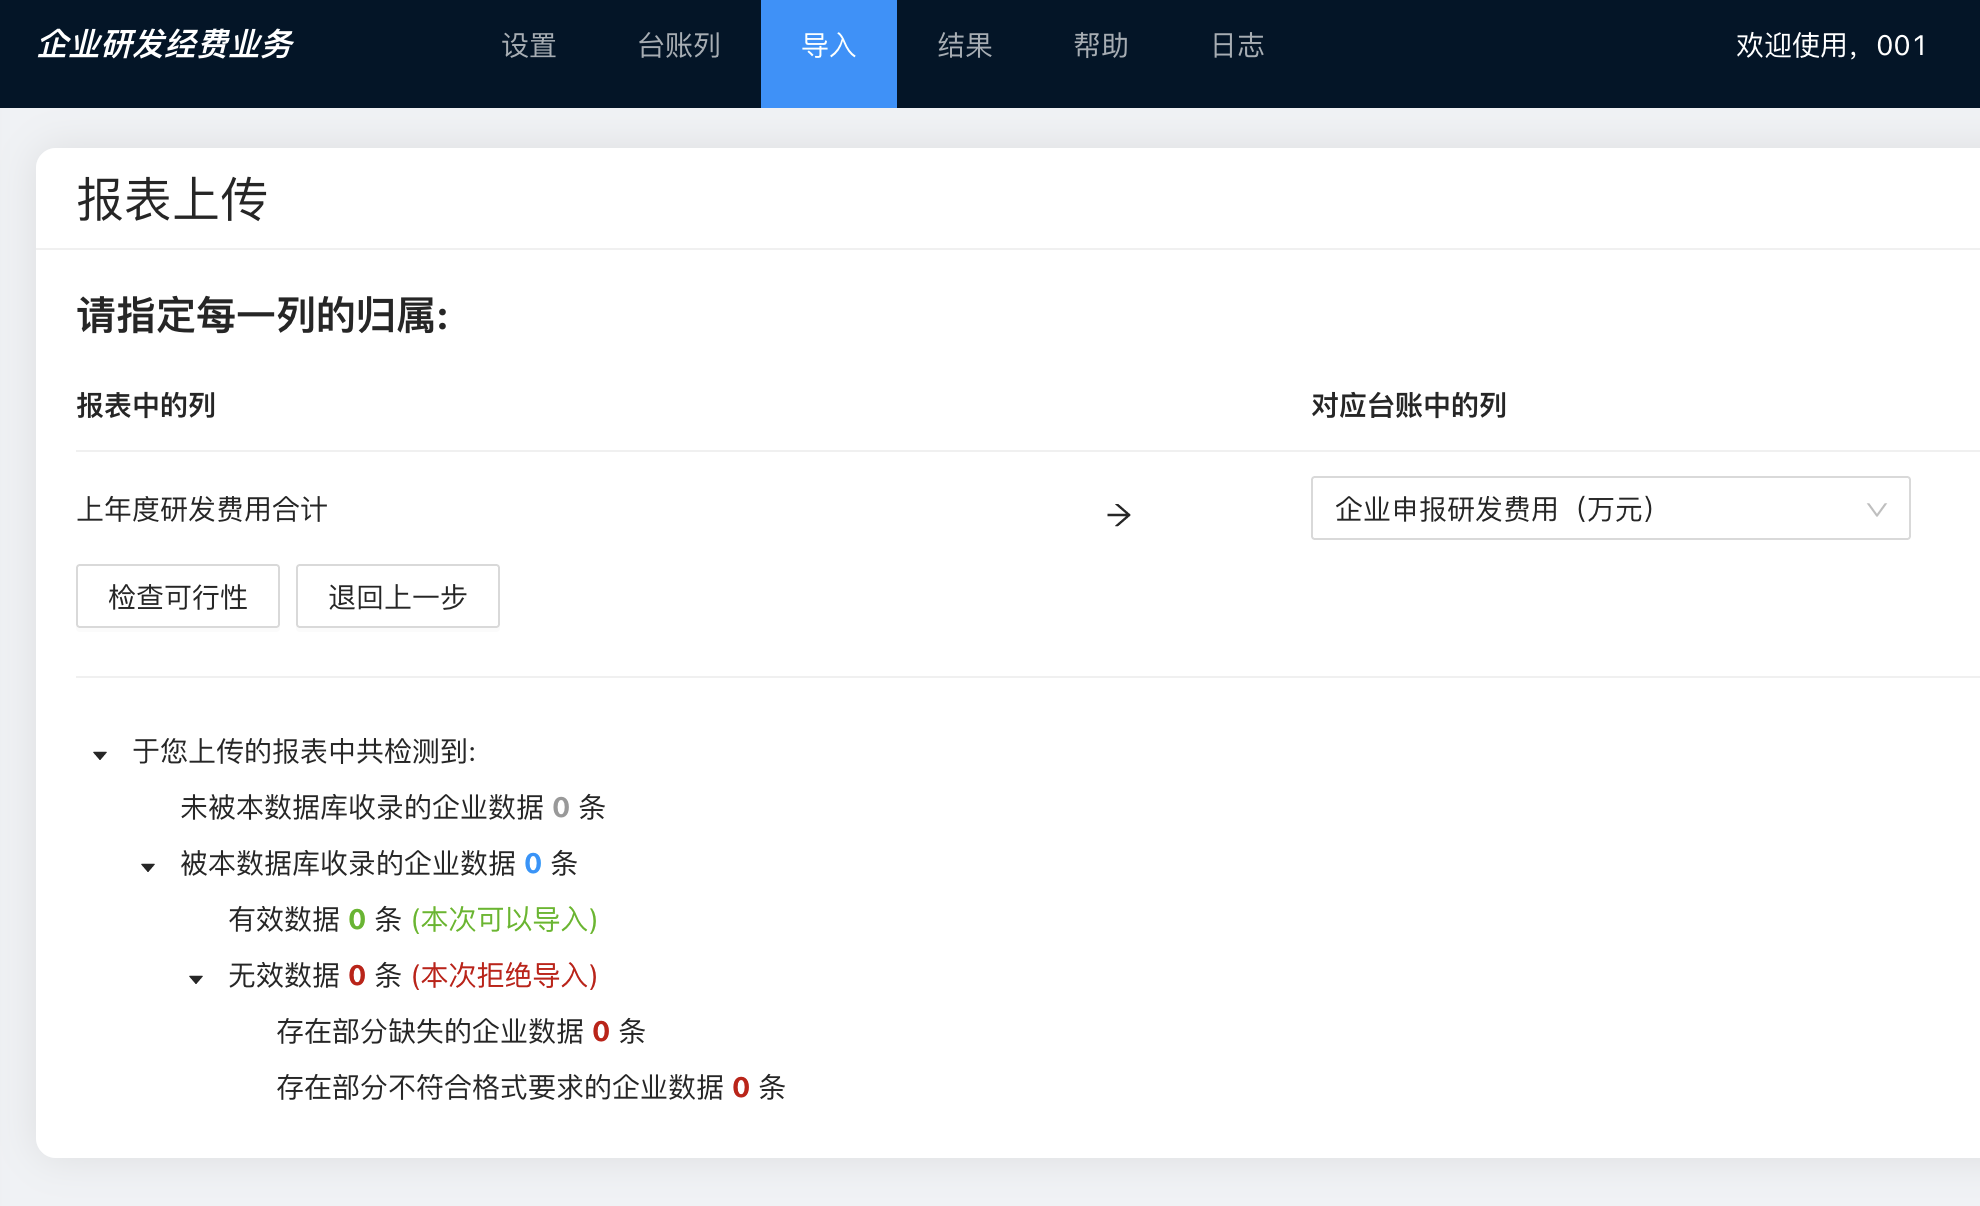 企业研发经费业务 设置 台账列 导入 结果 帮助 日志 欢迎使用，001
报表上传
请指定每一列的归属:
报表中的列 对应台账中的列
上年度研发费用合计 → 企业申报研发费用（万元）
检查可行性 退回上一步
于您上传的报表中共检测到:
未被本数据库收录的企业数据 0 条
被本数据库收录的企业数据 0 条
有效数据 0 条 (本次可以导入)
无效数据 0 条 (本次拒绝导入)
存在部分缺失的企业数据 0 条
存在部分不符合格式要求的企业数据 0 条